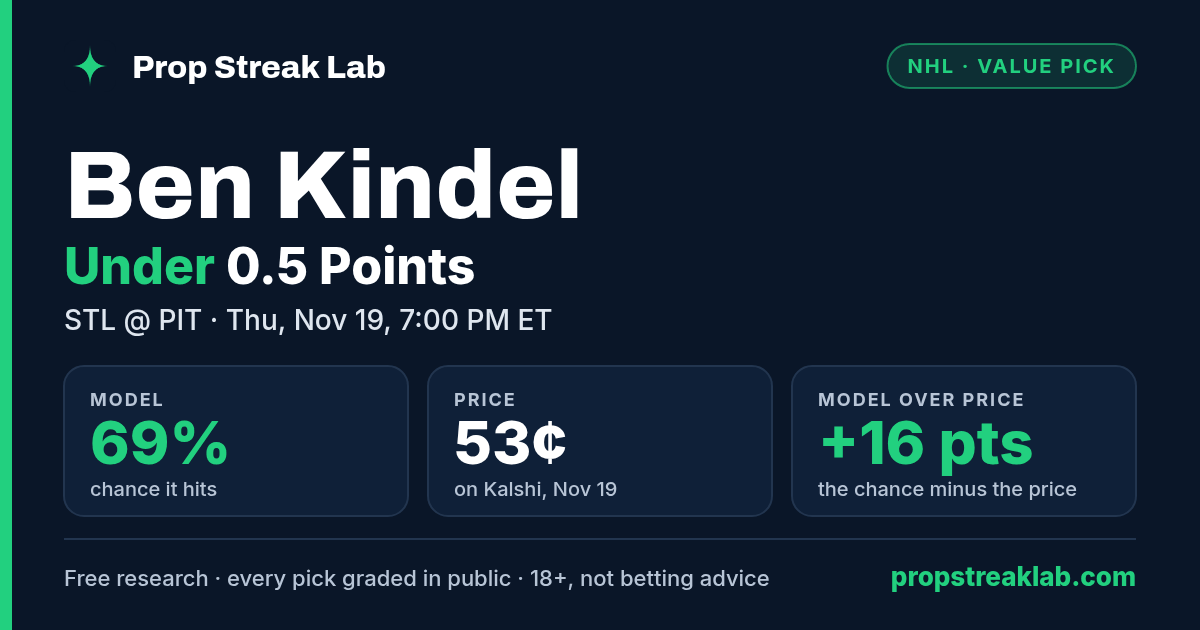 Prop Streak Lab
NHL · VALUE PICK
Ben Kindel
Under 0.5 Points
STL @ PIT · Thu, Nov 19, 7:00 PM ET
MODEL
69%
chance it hits
PRICE
53¢
on Kalshi, Nov 19
MODEL OVER PRICE
+16 pts
the chance minus the price
Free research · every pick graded in public · 18+, not betting advice
propstreaklab.com